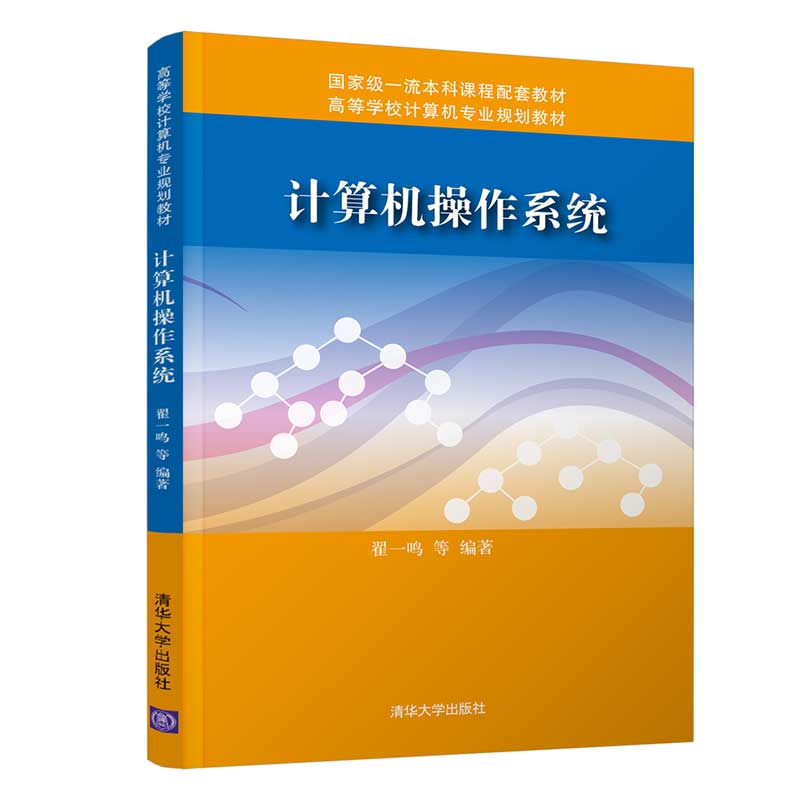 国家级一流本科课程配套教材
高等学校计算机专业规划教材
计算机操作系统
翟一鸣 等 编著
清华大学出版社
高等学校计算机专业规划教材
计算机操作系统
翟一鸣 等 编著
清华大学出版社